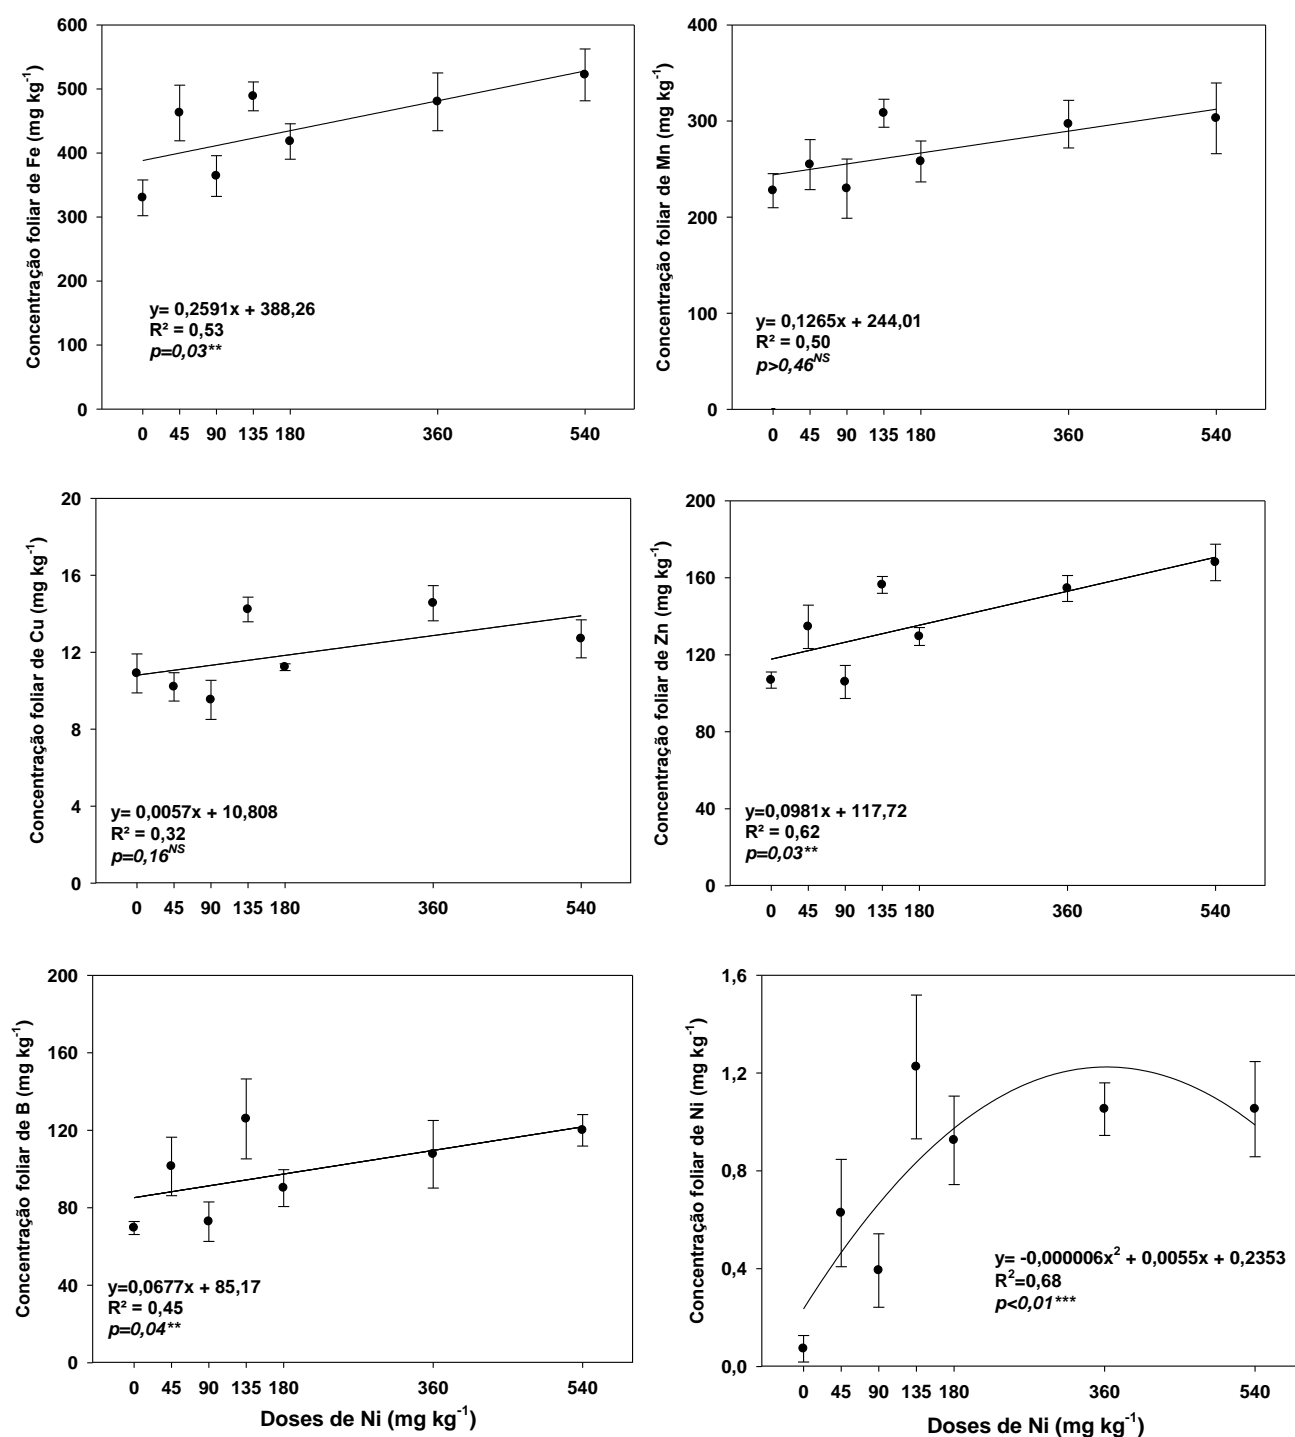 Concentração foliar de Fe (mg kg⁻¹)
600
500
400
300
200
100
0
y= 0,2591x + 388,26
R² = 0,53
p=0,03**
0 45 90 135 180 360 540
Concentração foliar de Mn (mg kg⁻¹)
400
300
200
100
0
y= 0,1265x + 244,01
R² = 0,50
p>0,46ᴺˢ
0 45 90 135 180 360 540
Concentração foliar de Cu (mg kg⁻¹)
20
16
12
8
4
0
y= 0,0057x + 10,808
R² = 0,32
p=0,16ᴺˢ
0 45 90 135 180 360 540
Concentração foliar de Zn (mg kg⁻¹)
200
160
120
80
40
0
y=0,0981x + 117,72
R² = 0,62
p=0,03**
0 45 90 135 180 360 540
Concentração foliar de B (mg kg⁻¹)
200
160
120
80
40
0
y=0,0677x + 85,17
R² = 0,45
p=0,04**
0 45 90 135 180 360 540
Doses de Ni (mg kg⁻¹)
Concentração foliar de Ni (mg kg⁻¹)
1,6
1,2
0,8
0,4
0,0
y= -0,000006x² + 0,0055x + 0,2353
R²=0,68
p<0,01***
0 45 90 135 180 360 540
Doses de Ni (mg kg⁻¹)